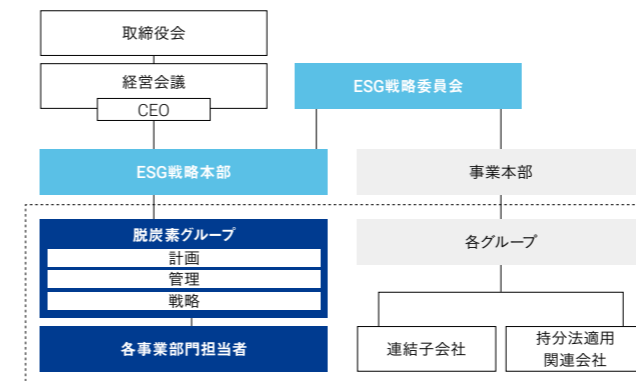 取締役会
経営会議
CEO
ESG戦略委員会
ESG戦略本部
事業本部
脱炭素グループ
計画
管理
戦略
各グループ
各事業部門担当者
連結子会社
持分法適用
関連会社